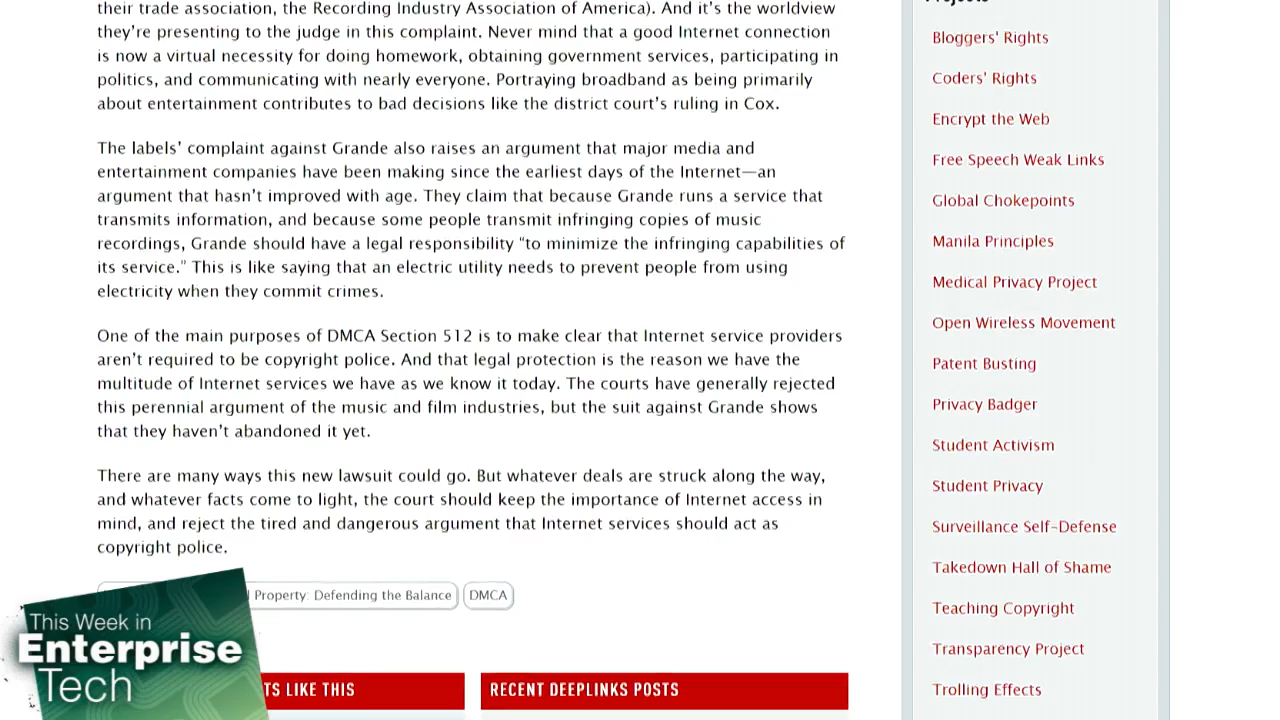 their trade association, the Recording Industry Association of America). And it's the worldview
they're presenting to the judge in this complaint. Never mind that a good Internet connection
is now a virtual necessity for doing homework, obtaining government services, participating in
politics, and communicating with nearly everyone. Portraying broadband as being primarily
about entertainment contributes to bad decisions like the district court's ruling in Cox.
The labels' complaint against Grande also raises an argument that major media and
entertainment companies have been making since the earliest days of the Internet—an
argument that hasn't improved with age. They claim that because Grande runs a service that
transmits information, and because some people transmit infringing copies of music
recordings, Grande should have a legal responsibility "to minimize the infringing capabilities of
its service." This is like saying that an electric utility needs to prevent people from using
electricity when they commit crimes.
One of the main purposes of DMCA Section 512 is to make clear that Internet service providers
aren't required to be copyright police. And that legal protection is the reason we have the
multitude of Internet services we have as we know it today. The courts have generally rejected
this perennial argument of the music and film industries, but the suit against Grande shows
that they haven't abandoned it yet.
There are many ways this new lawsuit could go. But whatever deals are struck along the way,
and whatever facts come to light, the court should keep the importance of Internet access in
mind, and reject the tired and dangerous argument that Internet services should act as
copyright police.
Property: Defending the Balance
DMCA
This Week in
Enterprise
Tech
TS LIKE THIS
RECENT DEEPLINKS POSTS
Projects
Bloggers' Rights
Coders' Rights
Encrypt the Web
Free Speech Weak Links
Global Chokepoints
Manila Principles
Medical Privacy Project
Open Wireless Movement
Patent Busting
Privacy Badger
Student Activism
Student Privacy
Surveillance Self-Defense
Takedown Hall of Shame
Teaching Copyright
Transparency Project
Trolling Effects